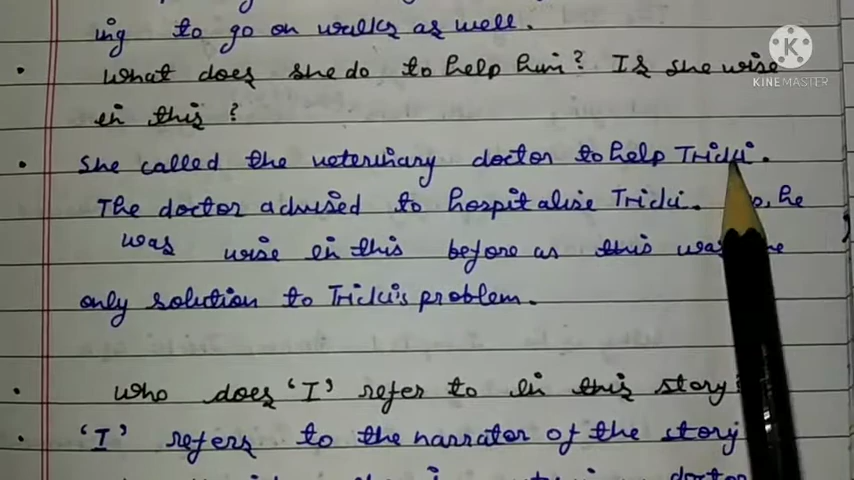 ing to go on walks as well.
• What does she do to help him? Is she wise
in this?
• She called the veterinary doctor to help Tricki.
The doctor advised to hospitalise Tricki. he
was wise in this before as this was
only solution to Tricki's problem.
• Who does 'I' refer to in this story
• 'I' refers to the narrator of the story
doctor
KINEMASTER